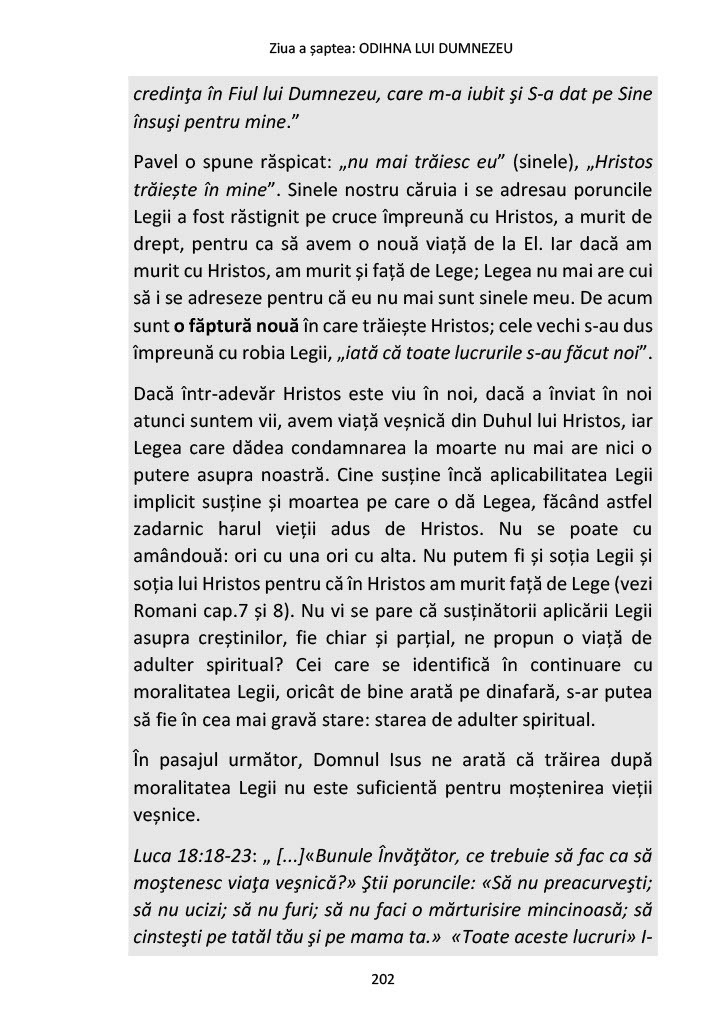 Ziua a șaptea: ODIHNA LUI DUMNEZEU
credinţa în Fiul lui Dumnezeu, care m-a iubit şi S-a dat pe Sine
însuşi pentru mine.”
Pavel o spune răspicat: „nu mai trăiesc eu” (sinele), „Hristos
trăiește în mine”. Sinele nostru căruia i se adresau poruncile
Legii a fost răstignit pe cruce împreună cu Hristos, a murit de
drept, pentru ca să avem o nouă viață de la El. Iar dacă am
murit cu Hristos, am murit și față de Lege; Legea nu mai are cui
să i se adreseze pentru că eu nu mai sunt sinele meu. De acum
sunt o făptură nouă în care trăiește Hristos; cele vechi s-au dus
împreună cu robia Legii, „iată că toate lucrurile s-au făcut noi”.
Dacă într-adevăr Hristos este viu în noi, dacă a înviat în noi
atunci suntem vii, avem viață veșnică din Duhul lui Hristos, iar
Legea care dădea condamnarea la moarte nu mai are nici o
putere asupra noastră. Cine susține încă aplicabilitatea Legii
implicit susține și moartea pe care o dă Legea, făcând astfel
zadarnic harul vieții adus de Hristos. Nu se poate cu
amândouă: ori cu una ori cu alta. Nu putem fi și soția Legii și
soția lui Hristos pentru că în Hristos am murit față de Lege (vezi
Romani cap.7 și 8). Nu vi se pare că susținătorii aplicării Legii
asupra creștinilor, fie chiar și parțial, ne propun o viață de
adulter spiritual? Cei care se identifică în continuare cu
moralitatea Legii, oricât de bine arată pe dinafară, s-ar putea
să fie în cea mai gravă stare: starea de adulter spiritual.
În pasajul următor, Domnul Isus ne arată că trăirea după
moralitatea Legii nu este suficientă pentru moștenirea vieții
veșnice.
Luca 18:18-23: „ [...]«Bunule Învăţător, ce trebuie să fac ca să
moştenesc viaţa veşnică?» Ştii poruncile: «Să nu preacurveşti;
să nu ucizi; să nu furi; să nu faci o mărturisire mincinoasă; să
cinsteşti pe tatăl tău şi pe mama ta.» «Toate aceste lucruri» I-
202